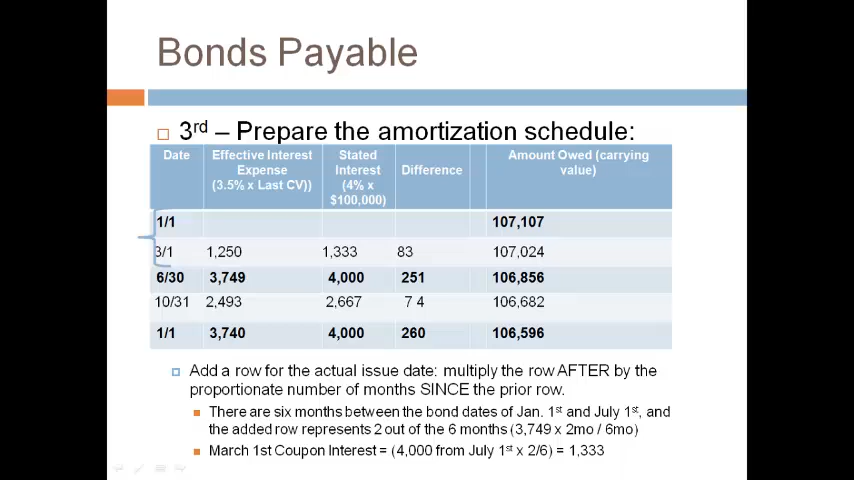 Bonds Payable
3rd – Prepare the amortization schedule:
Date Effective Interest Expense (3.5% x Last CV)) Stated Interest (4% x $100,000) Difference Amount Owed (carrying value)
1/1 107,107
3/1 1,250 1,333 83 107,024
6/30 3,749 4,000 251 106,856
10/31 2,493 2,667 7 4 106,682
1/1 3,740 4,000 260 106,596
Add a row for the actual issue date: multiply the row AFTER by the
proportionate number of months SINCE the prior row.
There are six months between the bond dates of Jan. 1st and July 1st, and
the added row represents 2 out of the 6 months (3,749 x 2mo / 6mo)
March 1st Coupon Interest = (4,000 from July 1st x 2/6) = 1,333